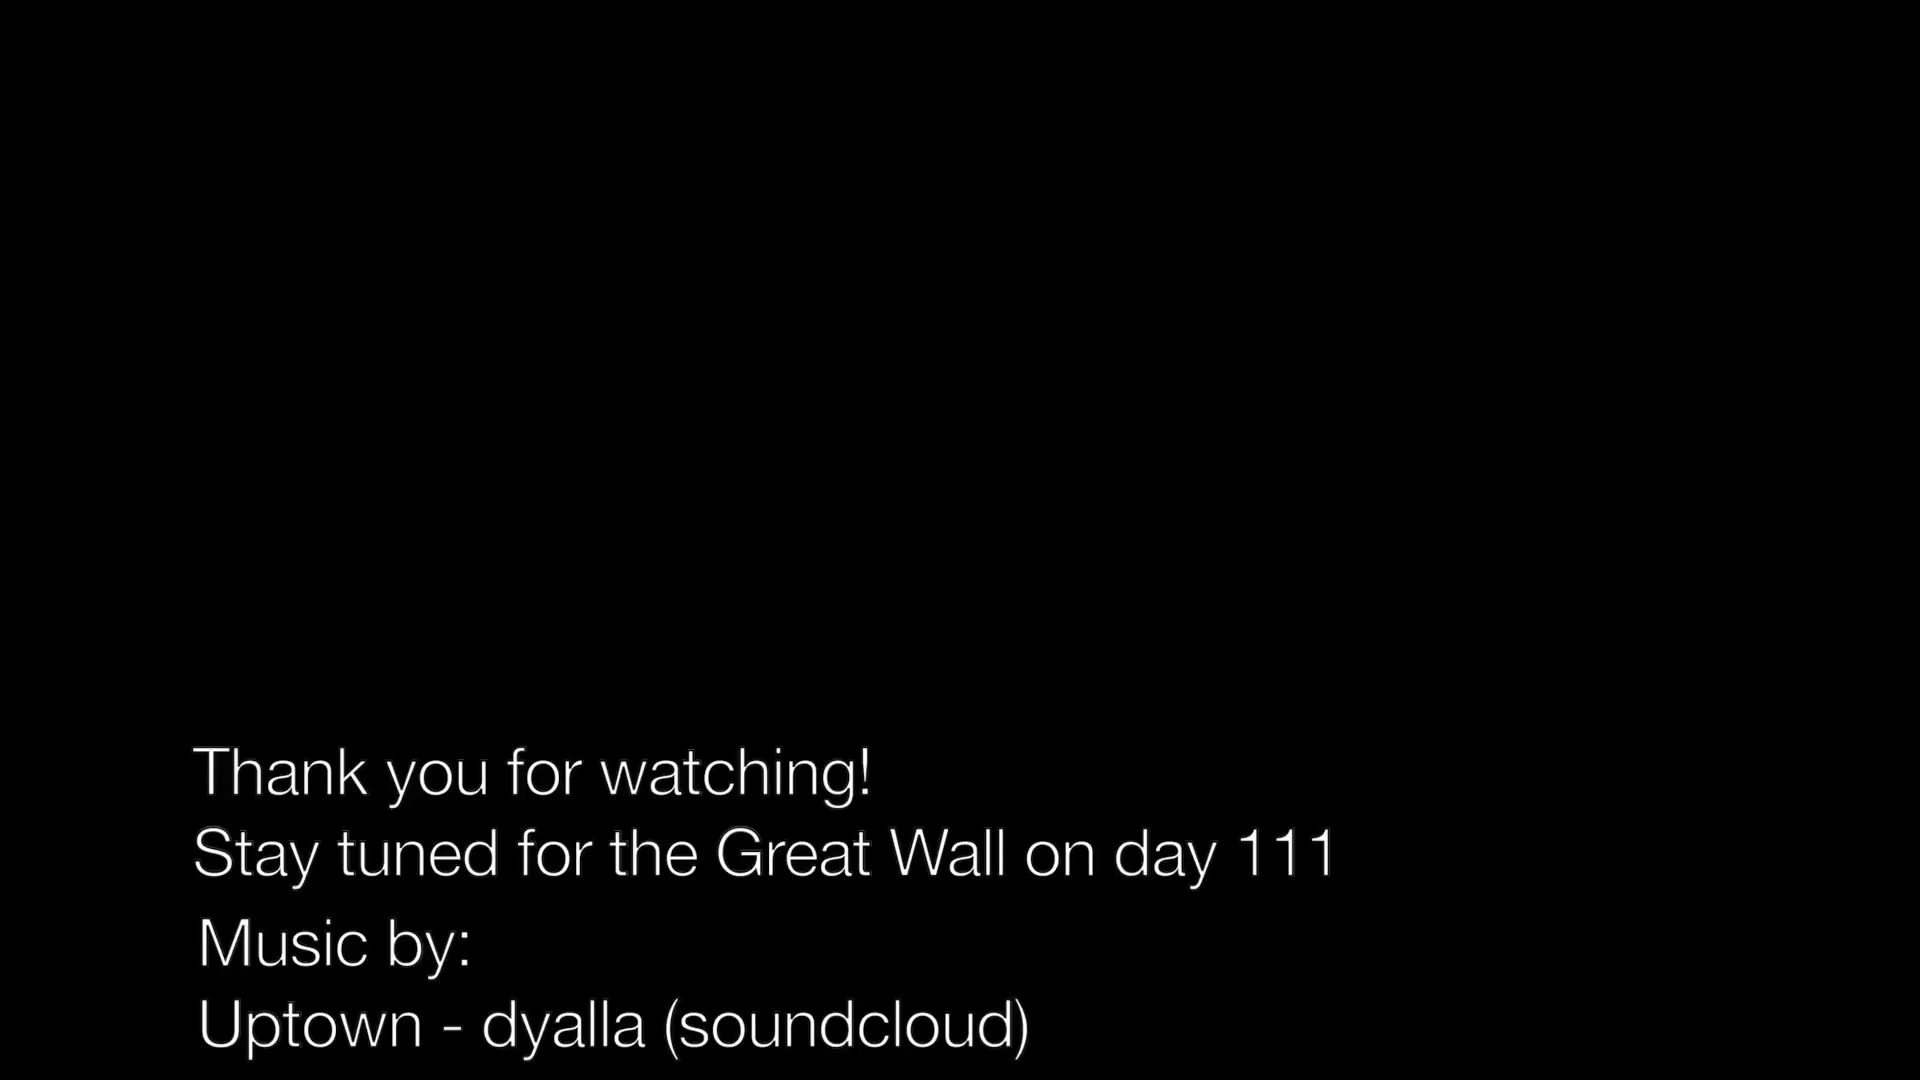 Thank you for watching!
Stay tuned for the Great Wall on day 111
Music by:
Uptown - dyalla (soundcloud)